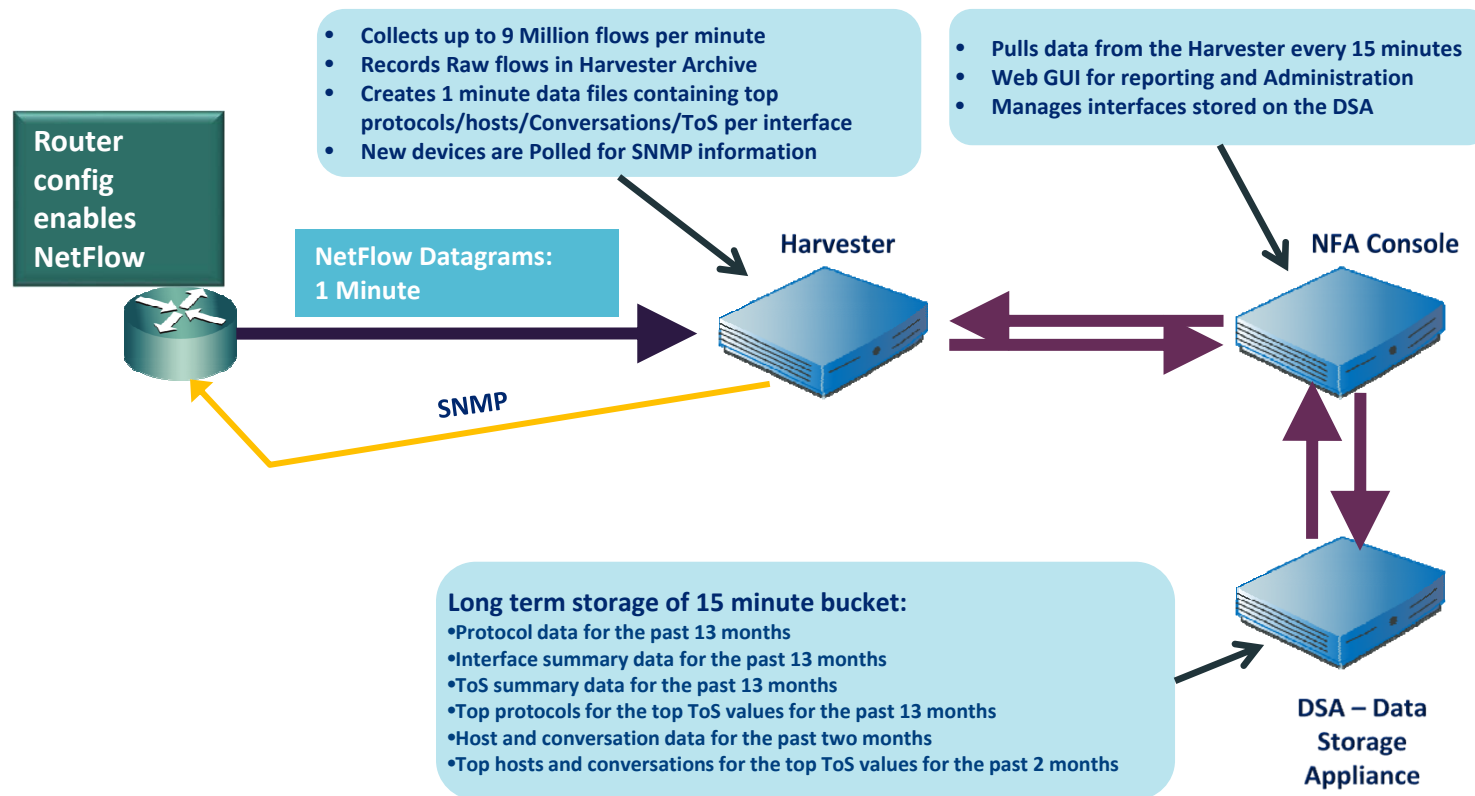 • Collects up to 9 Million flows per minute
• Records Raw flows in Harvester Archive
• Creates 1 minute data files containing top
protocols/hosts/Conversations/ToS per interface
• New devices are Polled for SNMP information
• Pulls data from the Harvester every 15 minutes
• Web GUI for reporting and Administration
• Manages interfaces stored on the DSA
Router
config
enables
NetFlow
NetFlow Datagrams:
1 Minute
Harvester
NFA Console
SNMP
Long term storage of 15 minute bucket:
•Protocol data for the past 13 months
•Interface summary data for the past 13 months
•ToS summary data for the past 13 months
•Top protocols for the top ToS values for the past 13 months
•Host and conversation data for the past two months
•Top hosts and conversations for the top ToS values for the past 2 months
DSA – Data
Storage
Appliance